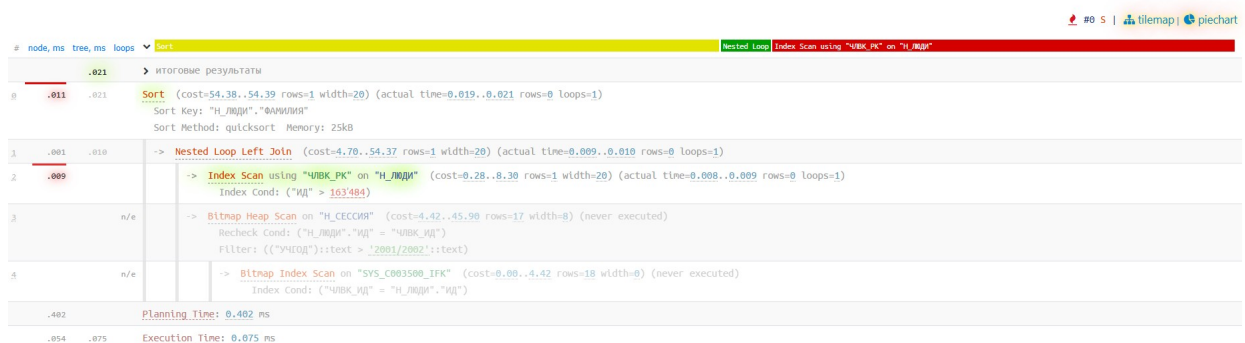 #0 S | tilemap | piechart
# node, ms tree, ms loops Sort Nested Loop Index Scan using "ЧЛВК_PK" on "Н_ЛЮДИ"
.021 итоговые результаты
0 .011 .021 Sort (cost=54.38..54.39 rows=1 width=20) (actual time=0.019..0.021 rows=0 loops=1)
Sort Key: "Н_ЛЮДИ"."ФАМИЛИЯ"
Sort Method: quicksort Memory: 25kB
1 .001 .010 -> Nested Loop Left Join (cost=4.70..54.37 rows=1 width=20) (actual time=0.009..0.010 rows=0 loops=1)
2 .009 -> Index Scan using "ЧЛВК_PK" on "Н_ЛЮДИ" (cost=0.28..8.30 rows=1 width=20) (actual time=0.008..0.009 rows=0 loops=1)
Index Cond: ("ИД" > 163'484)
3 n/e -> Bitmap Heap Scan on "Н_СЕССИЯ" (cost=4.42..45.90 rows=17 width=8) (never executed)
Recheck Cond: ("Н_ЛЮДИ"."ИД" = "ЧЛВК_ИД")
Filter: (("УЧГОД")::text > '2001/2002'::text)
4 n/e -> Bitmap Index Scan on "SYS_C003500_IFK" (cost=0.00..4.42 rows=18 width=0) (never executed)
Index Cond: ("ЧЛВК_ИД" = "Н_ЛЮДИ"."ИД")
.402 Planning Time: 0.402 ms
.054 .075 Execution Time: 0.075 ms